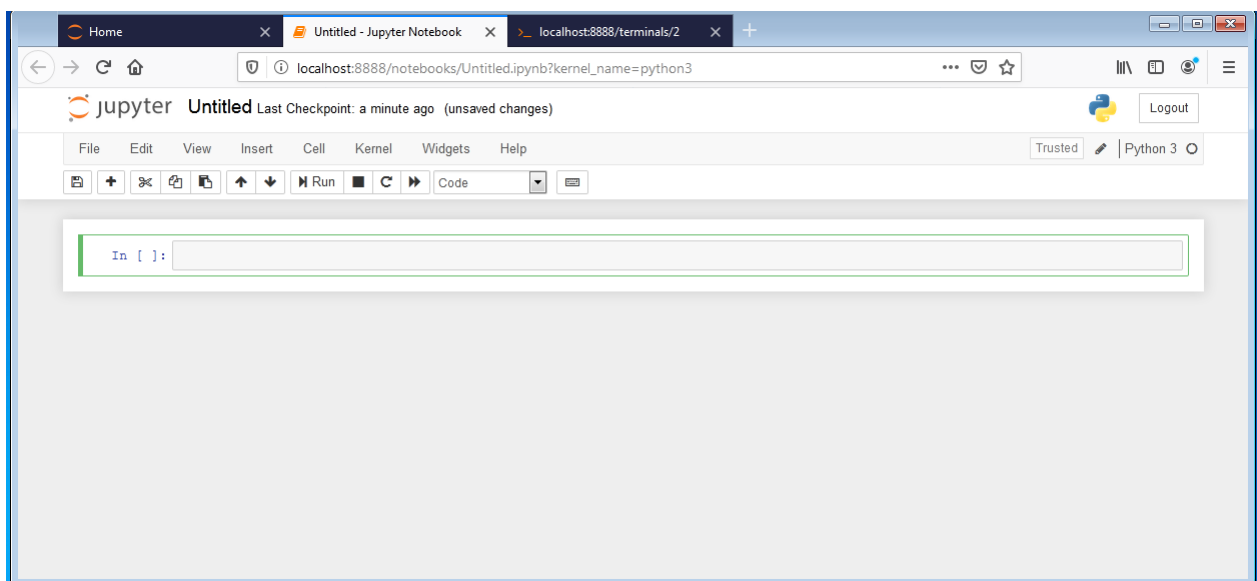 Home
Untitled - Jupyter Notebook
localhost:8888/terminals/2
localhost:8888/notebooks/Untitled.ipynb?kernel_name=python3
jupyter Untitled Last Checkpoint: a minute ago (unsaved changes)
Logout
File Edit View Insert Cell Kernel Widgets Help
Trusted Python 3
Run Code
In [ ]: